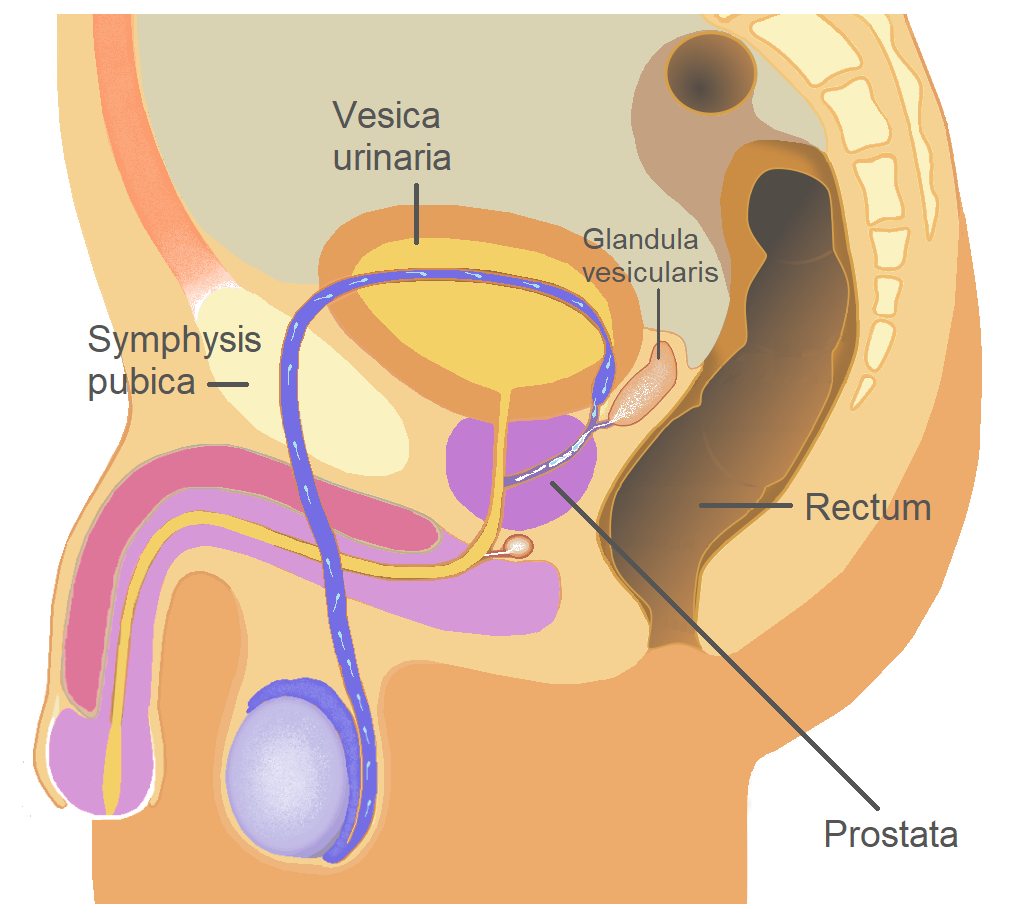 Vesica
urinaria
Glandula
vesicularis
Symphysis
pubica
Rectum
Prostata